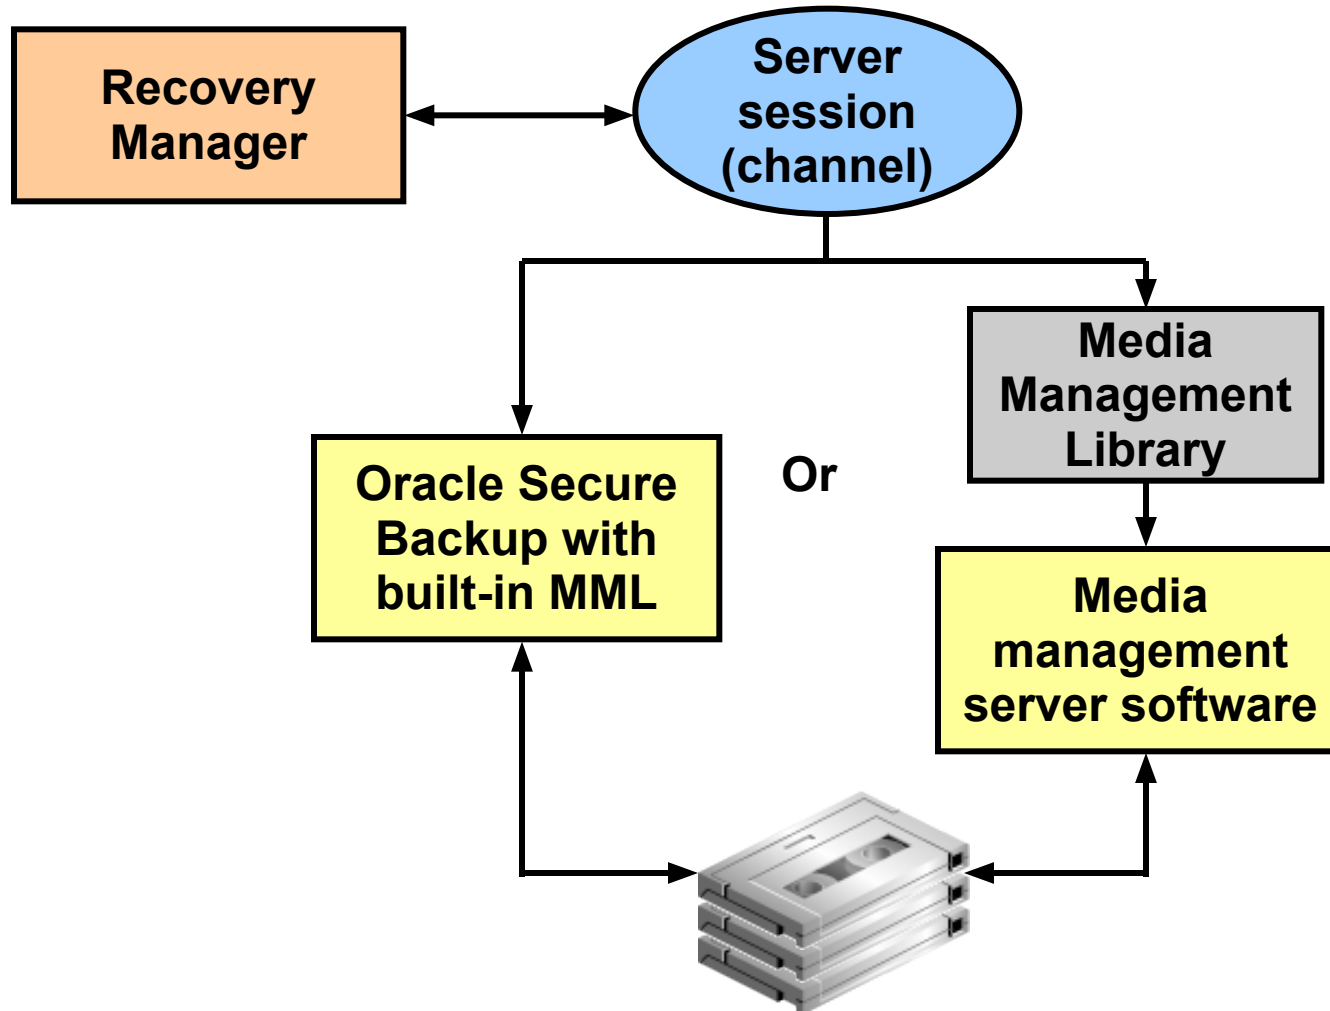 Recovery
Manager
Server
session
(channel)
Media
Management
Library
Or
Oracle Secure
Backup with
built-in MML
Media
management
server software